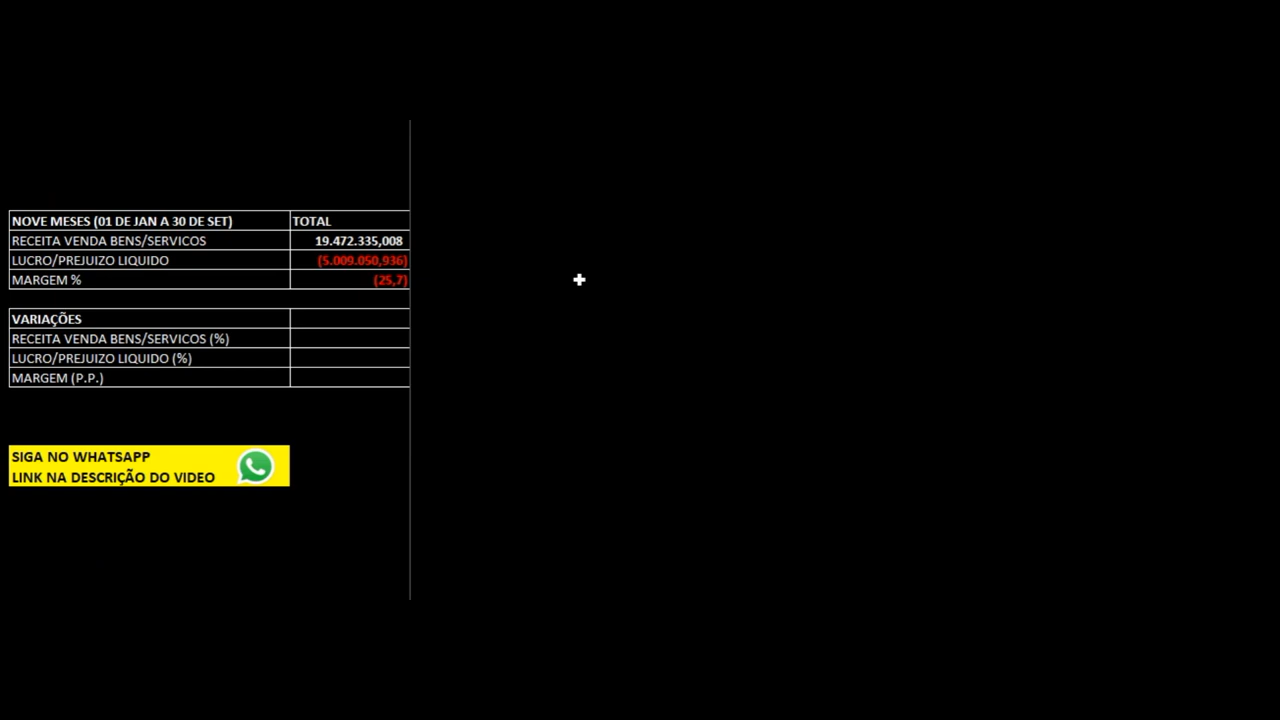 NOVE MESES (01 DE JAN A 30 DE SET) TOTAL
RECEITA VENDA BENS/SERVICOS 19.472.335,008
LUCRO/PREJUIZO LIQUIDO (5.009.050,936)
MARGEM % (25,7)
VARIAÇÕES
RECEITA VENDA BENS/SERVICOS (%)
LUCRO/PREJUIZO LIQUIDO (%)
MARGEM (P.P.)
SIGA NO WHATSAPP
LINK NA DESCRIÇÃO DO VIDEO